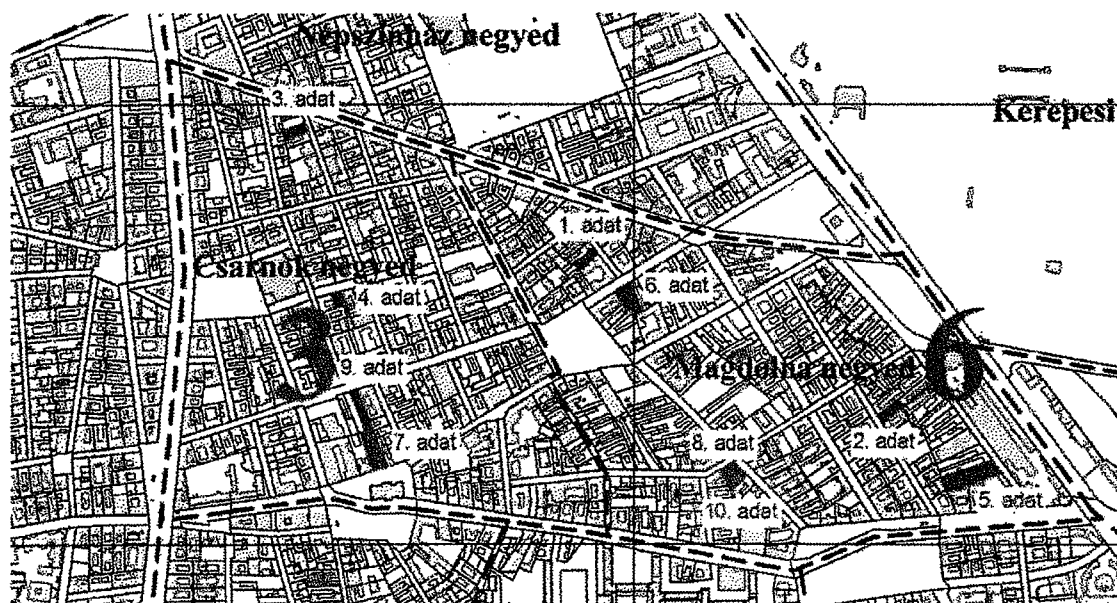 Népszínház negyed
3. adat
Kerepesi
1. adat
Csarnok negyed
4. adat
6. adat
3
9. adat
Magdolna negyed
6
7. adat
8. adat
2. adat
10. adat
5. adat